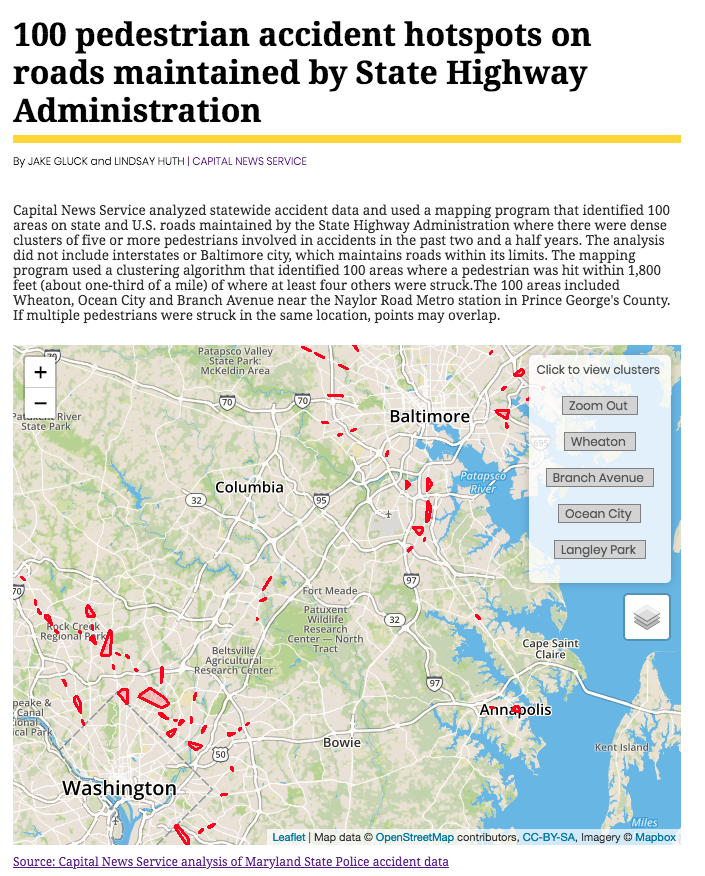 100 pedestrian accident hotspots on
roads maintained by State Highway
Administration
By JAKE GLUCK and LINDSAY HUTH | CAPITAL NEWS SERVICE
Capital News Service analyzed statewide accident data and used a mapping program that identified 100
areas on state and U.S. roads maintained by the State Highway Administration where there were dense
clusters of five or more pedestrians involved in accidents in the past two and a half years. The analysis
did not include interstates or Baltimore city, which maintains roads within its limits. The mapping
program used a clustering algorithm that identified 100 areas where a pedestrian was hit within 1,800
feet (about one-third of a mile) of where at least four others were struck.The 100 areas included
Wheaton, Ocean City and Branch Avenue near the Naylor Road Metro station in Prince George's County.
If multiple pedestrians were struck in the same location, points may overlap.
+
−
70
Patapsco Valley
State Park:
McKeldin Area
70
70
River
State Park
Baltimore
Click to view clusters
Zoom Out
Wheaton
Branch Avenue
Ocean City
Langley Park
695
Patapsco
River
Columbia
32
95
97
70
Fort Meade
Patuxent
Wildlife
Research
Center — North
Tract
32
Rock Creek
Regional Park
Beltsville
Agricultural
Research Center
Cape Saint
Claire
97
Annapolis
peake &
Canal
ional
cal Park
50
Bowie
Kent Island
Washington
Miles
Leaflet | Map data © OpenStreetMap contributors, CC-BY-SA, Imagery © Mapbox
Source: Capital News Service analysis of Maryland State Police accident data